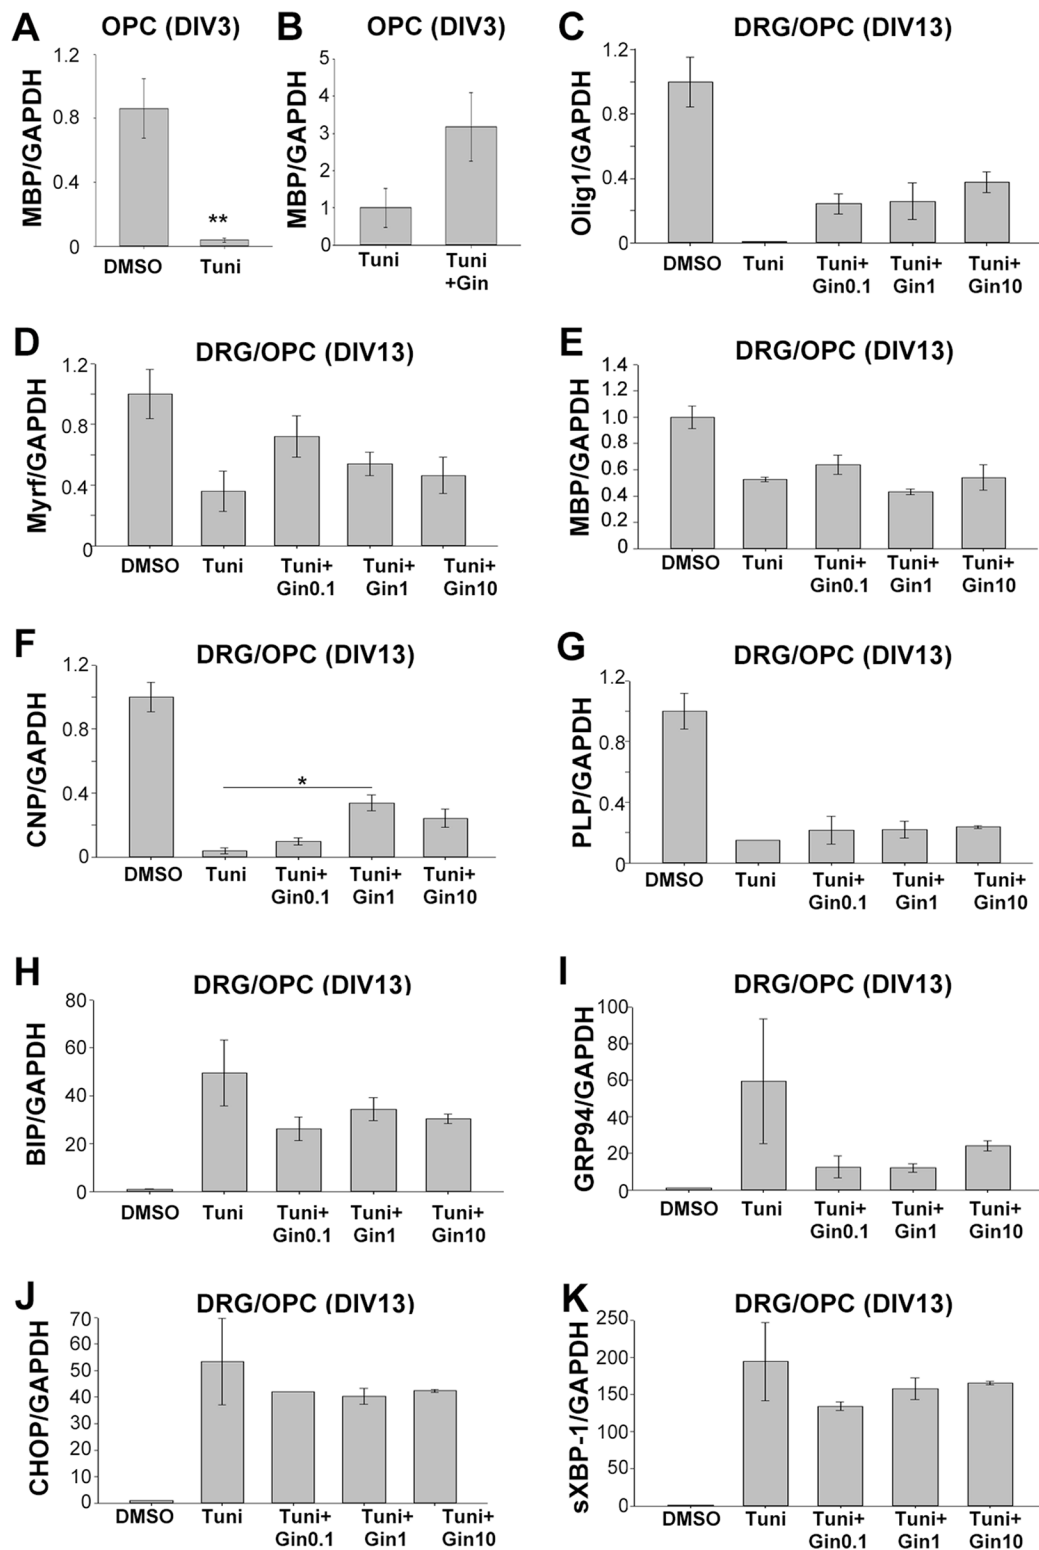 A
OPC (DIV3)
MBP/GAPDH
1.2
0.8
0.4
0
**
DMSO
Tuni
B
OPC (DIV3)
MBP/GAPDH
5
4
3
2
1
0
Tuni
Tuni
+Gin
C
DRG/OPC (DIV13)
Olig1/GAPDH
1.2
0.8
0.4
0
DMSO
Tuni
Tuni+
Gin0.1
Tuni+
Gin1
Tuni+
Gin10
D
DRG/OPC (DIV13)
Myrf/GAPDH
1.2
0.8
0.4
0
DMSO
Tuni
Tuni+
Gin0.1
Tuni+
Gin1
Tuni+
Gin10
E
DRG/OPC (DIV13)
MBP/GAPDH
1.4
1.2
1.0
0.8
0.6
0.4
0.2
0
DMSO
Tuni
Tuni+
Gin0.1
Tuni+
Gin1
Tuni+
Gin10
F
DRG/OPC (DIV13)
CNP/GAPDH
1.2
0.8
0.4
0
*
DMSO
Tuni
Tuni+
Gin0.1
Tuni+
Gin1
Tuni+
Gin10
G
DRG/OPC (DIV13)
PLP/GAPDH
1.2
0.8
0.4
0
DMSO
Tuni
Tuni+
Gin0.1
Tuni+
Gin1
Tuni+
Gin10
H
DRG/OPC (DIV13)
BIP/GAPDH
80
60
40
20
0
DMSO
Tuni
Tuni+
Gin0.1
Tuni+
Gin1
Tuni+
Gin10
I
DRG/OPC (DIV13)
GRP94/GAPDH
100
80
60
40
20
0
DMSO
Tuni
Tuni+
Gin0.1
Tuni+
Gin1
Tuni+
Gin10
J
DRG/OPC (DIV13)
CHOP/GAPDH
70
60
50
40
30
20
10
0
DMSO
Tuni
Tuni+
Gin0.1
Tuni+
Gin1
Tuni+
Gin10
K
DRG/OPC (DIV13)
sXBP-1/GAPDH
250
200
150
100
50
0
DMSO
Tuni
Tuni+
Gin0.1
Tuni+
Gin1
Tuni+
Gin10